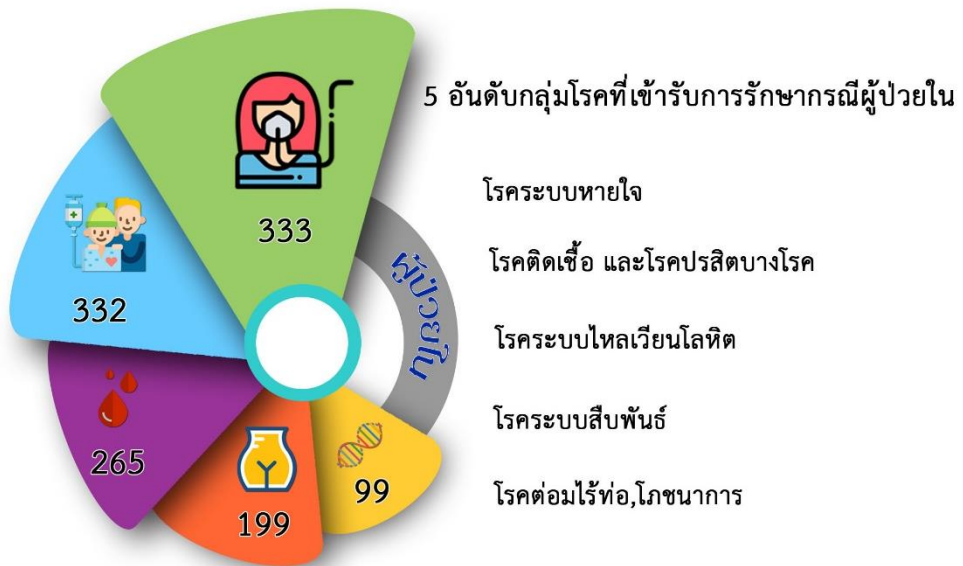 5 อันดับกลุ่มโรคที่เข้ารับการรักษากรณีผู้ป่วยใน
โรคระบบหายใจ
โรคติดเชื้อ และโรคปรสิตบางโรค
โรคระบบไหลเวียนโลหิต
โรคระบบสืบพันธ์
โรคต่อมไร้ท่อ,โภชนาการ
333
332
265
199
99
ผู้ป่วยใน